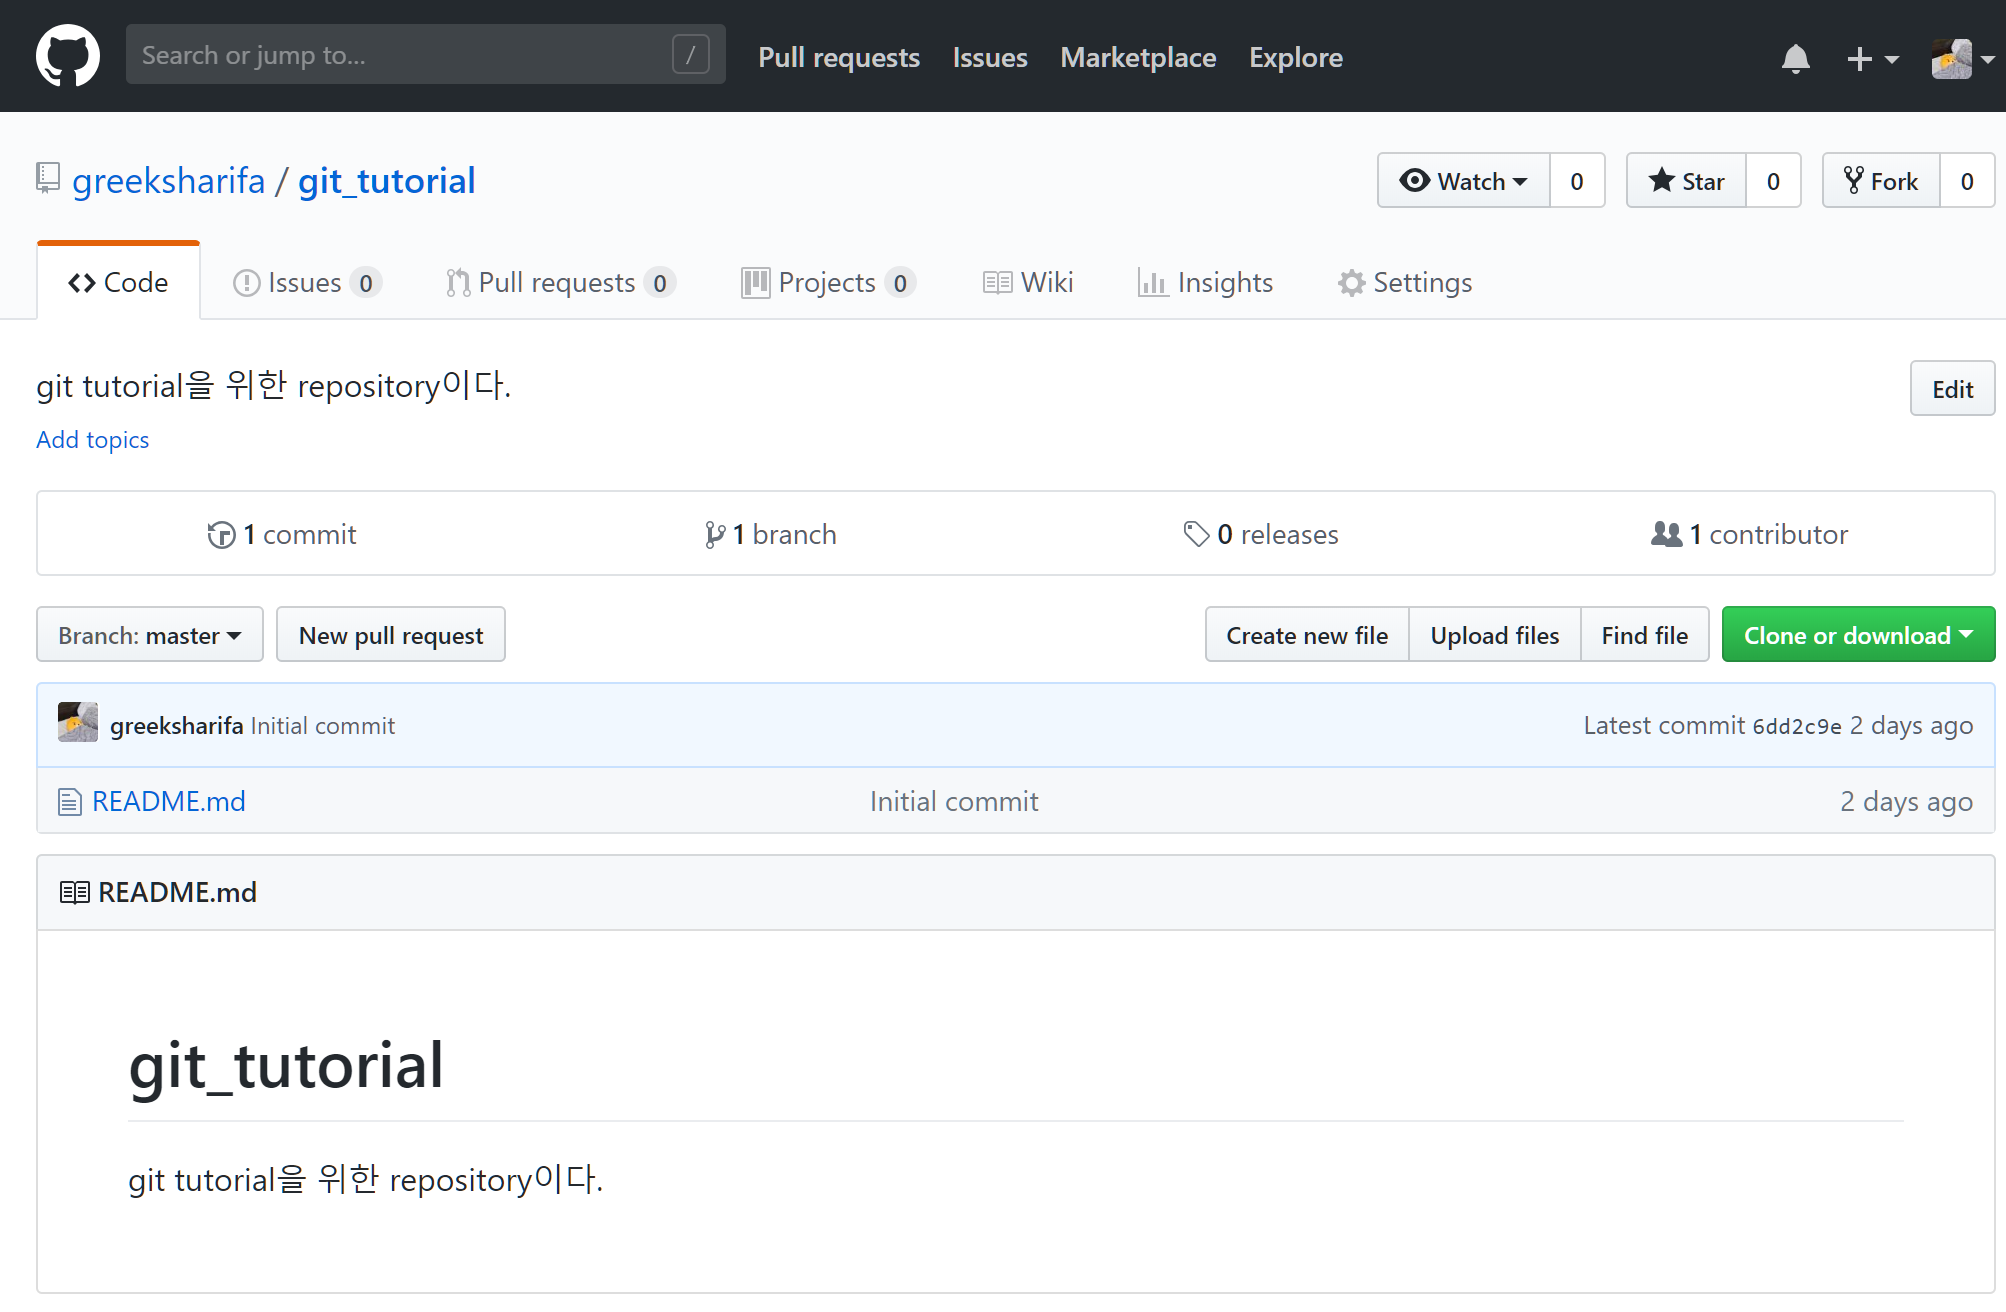 Search or jump to... /
Pull requests Issues Marketplace Explore
greeksharifa / git_tutorial
Watch 0 Star 0 Fork 0
Code Issues 0 Pull requests 0 Projects 0 Wiki Insights Settings
git tutorial을 위한 repository이다.
Edit
Add topics
1 commit 1 branch 0 releases 1 contributor
Branch: master New pull request Create new file Upload files Find file Clone or download
greeksharifa Initial commit Latest commit 6dd2c9e 2 days ago
README.md Initial commit 2 days ago
README.md
git_tutorial
git tutorial을 위한 repository이다.